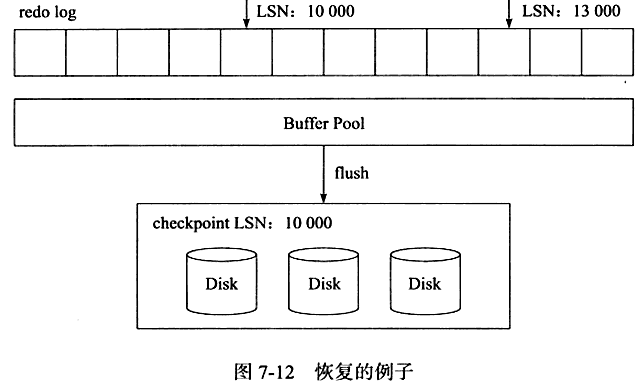 redo log LSN：10 000 LSN：13 000
Buffer Pool
flush
checkpoint LSN：10 000
Disk Disk Disk
图 7-12 恢复的例子